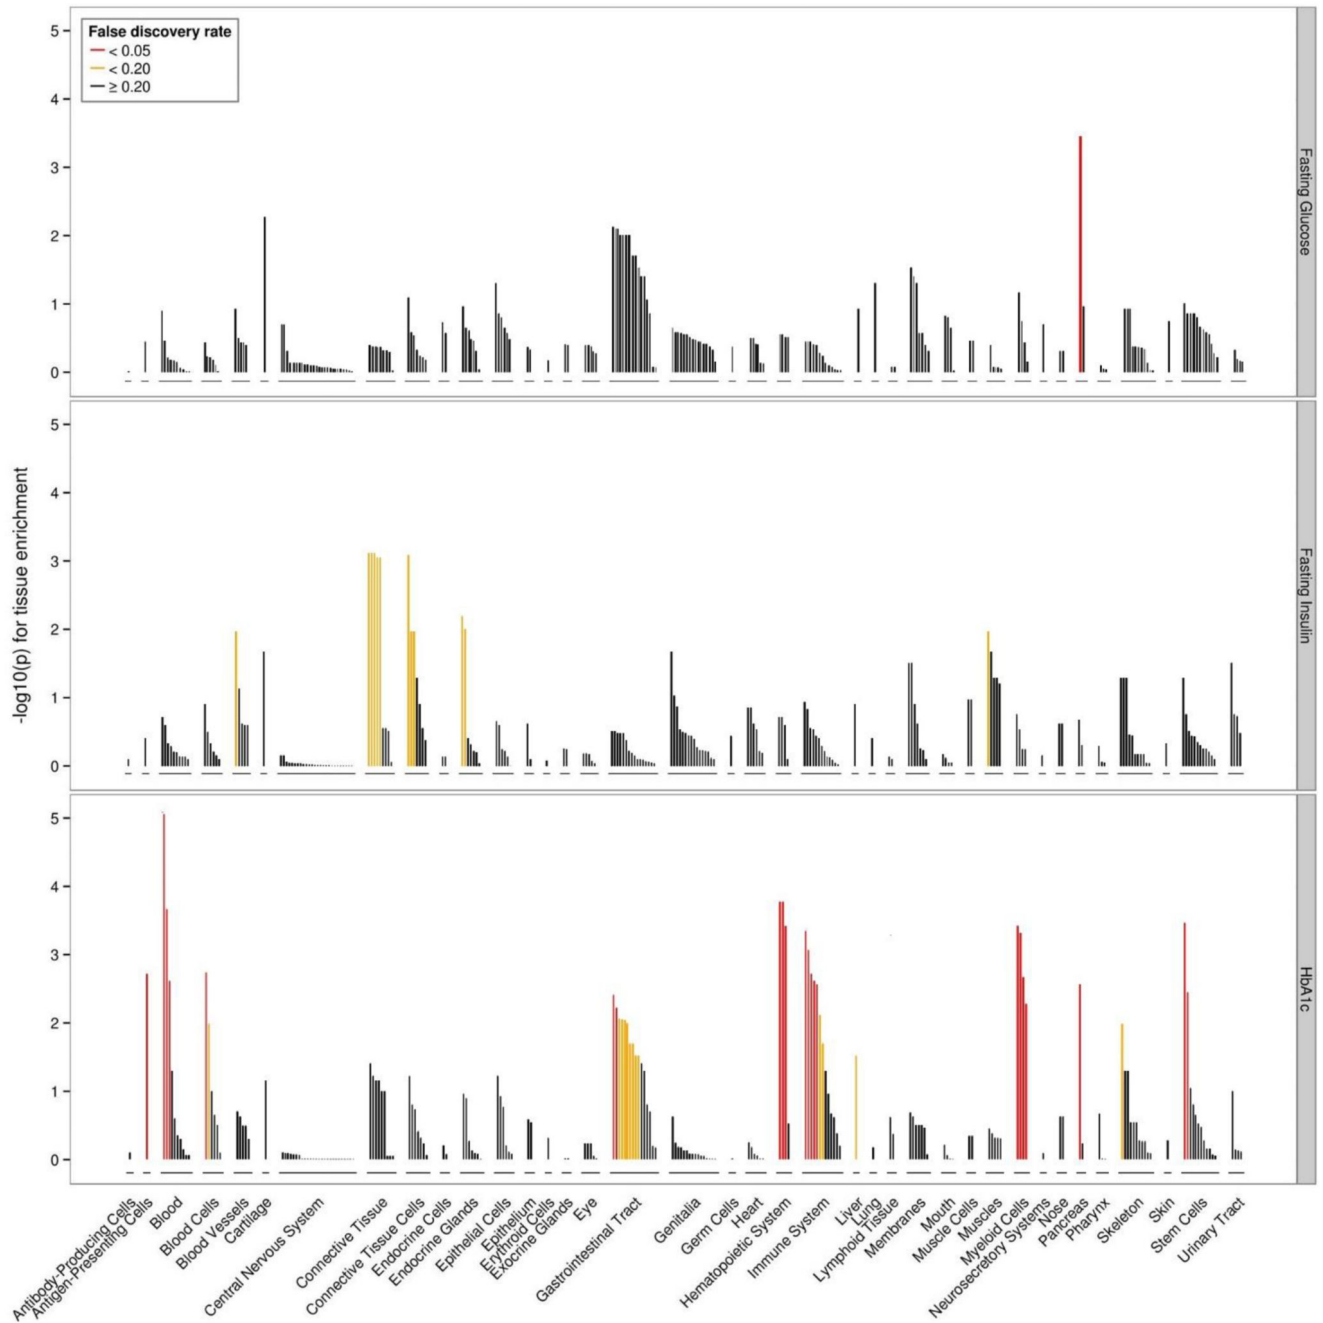 False discovery rate
< 0.05
< 0.20
≥ 0.20
5
4
3
2
1
0
Fasting Glucose
-log10(p) for tissue enrichment
5
4
3
2
1
0
Fasting Insulin
5
4
3
2
1
0
HbA1c
Antibody-Producing Cells
Antigen-Presenting Cells
Blood
Blood Cells
Blood Vessels
Cartilage
Central Nervous System
Connective Tissue
Connective Tissue Cells
Endocrine Cells
Endocrine Glands
Epithelial Cells
Epithelium
Erythroid Cells
Exocrine Glands
Eye
Gastrointestinal Tract
Genitalia
Germ Cells
Heart
Hematopoietic System
Immune System
Liver
Lung
Lymphoid Tissue
Membranes
Mouth
Muscle Cells
Muscles
Myeloid Cells
Neurosecretory Systems
Nose
Pancreas
Pharynx
Skeleton
Skin
Stem Cells
Urinary Tract